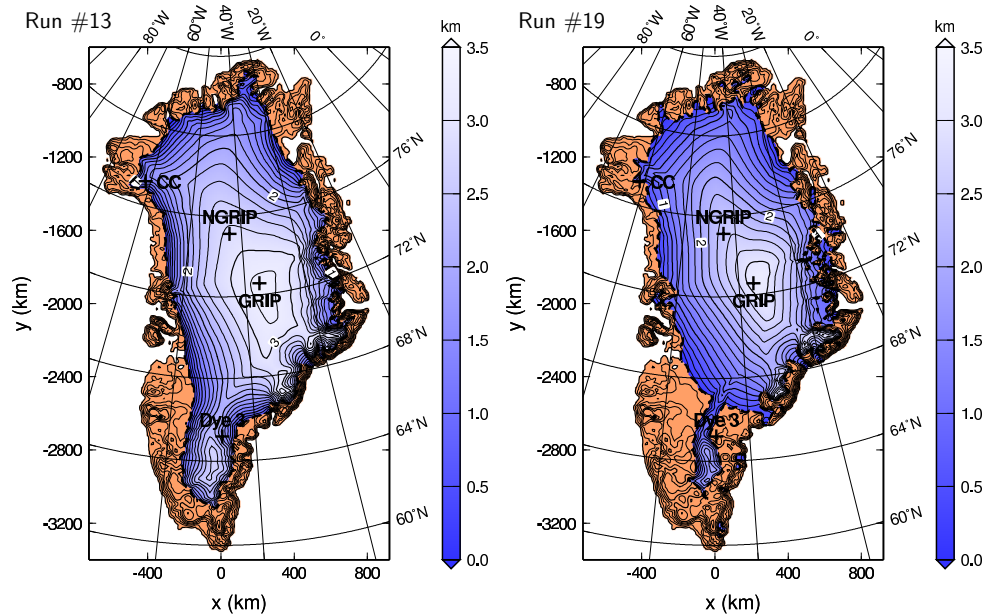 Run #13
80°W
60°W
40°W
20°W
0°
km
-800
-1200
-1600
-2000
-2400
-2800
-3200
y (km)
-400
0
400
800
x (km)
76°N
72°N
68°N
64°N
60°N
CC
NGRIP
GRIP
Dye 3
2
2
1
3
3.5
3.0
2.5
2.0
1.5
1.0
0.5
0.0
Run #19
80°W
60°W
40°W
20°W
0°
km
-800
-1200
-1600
-2000
-2400
-2800
-3200
y (km)
-400
0
400
800
x (km)
76°N
72°N
68°N
64°N
60°N
CC
NGRIP
GRIP
Dye 3
1
2
2
1
3.5
3.0
2.5
2.0
1.5
1.0
0.5
0.0